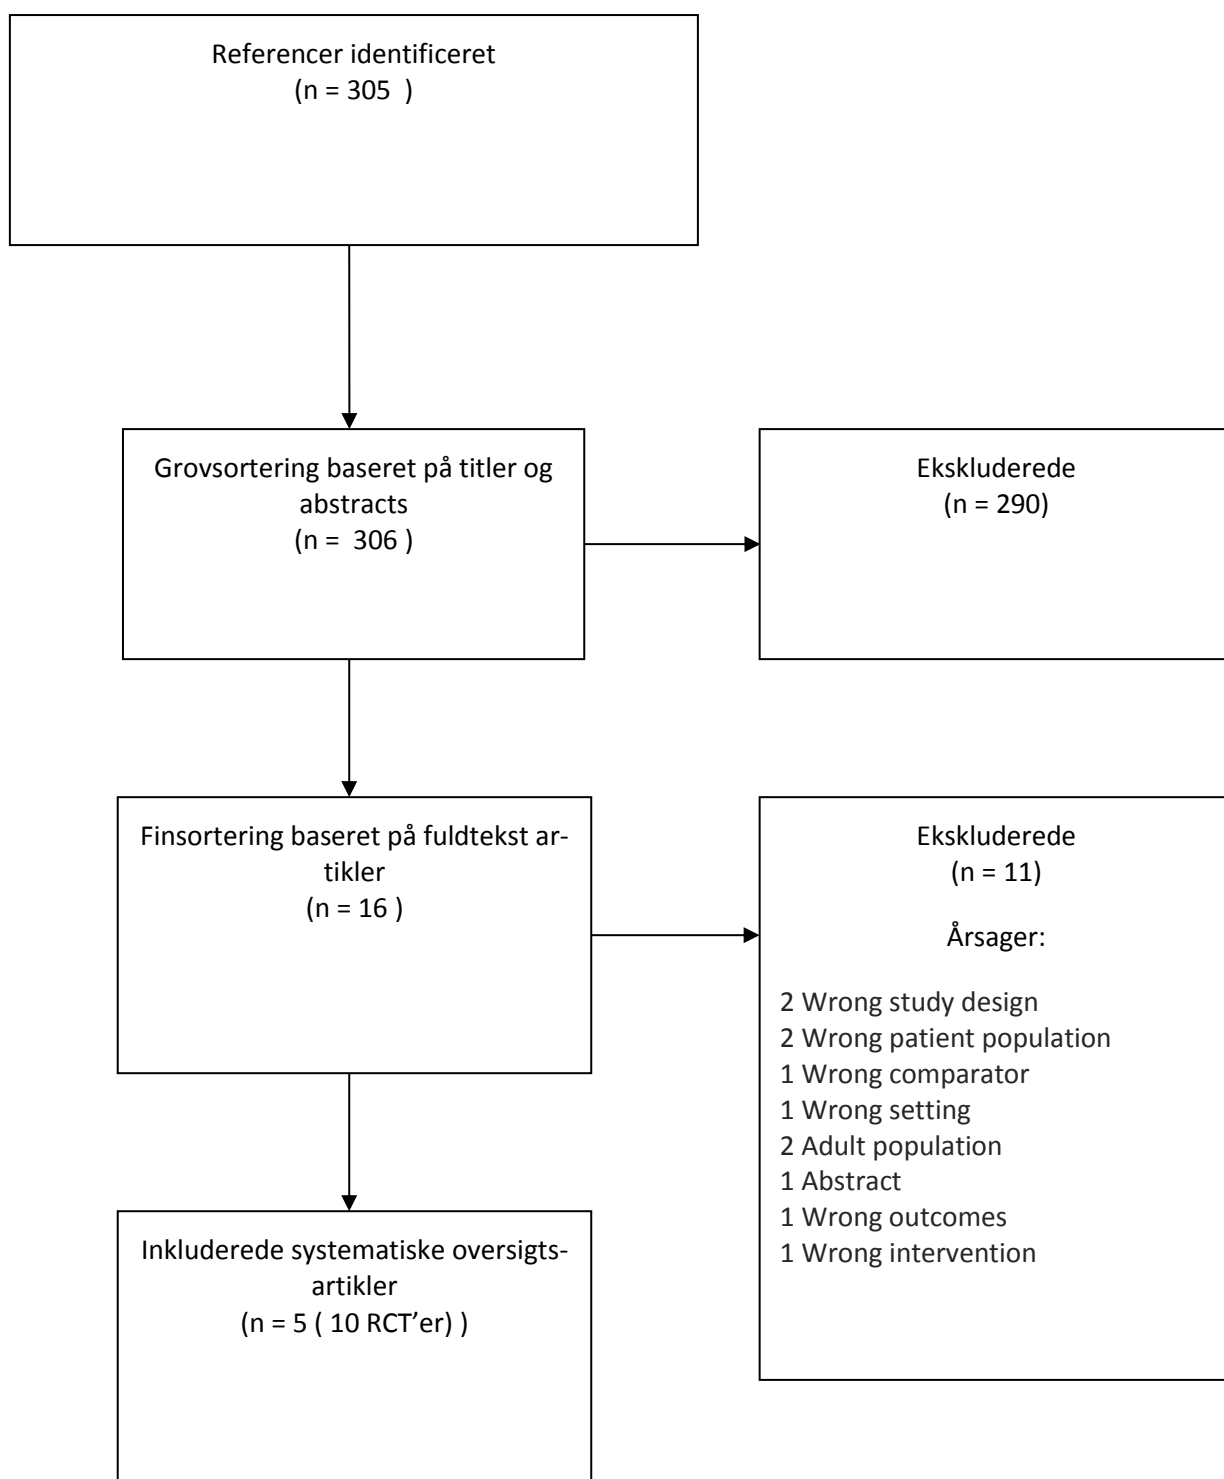 Referencer identificeret
(n = 305  )
Grovsortering baseret på titler og
abstracts
(n =  306 )
Ekskluderede
(n = 290)
Finsortering baseret på fuldtekst ar-
tikler
(n = 16 )
Ekskluderede
(n = 11)
Årsager:
2 Wrong study design
2 Wrong patient population
1 Wrong comparator
1 Wrong setting
2 Adult population
1 Abstract
1 Wrong outcomes
1 Wrong intervention
Inkluderede systematiske oversigts-
artikler
(n = 5 ( 10 RCT’er) )